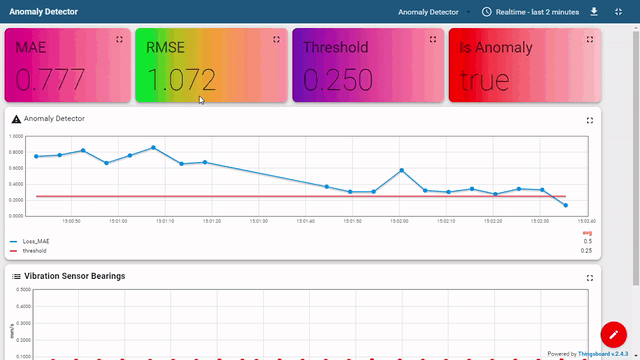 Anomaly Detector
Anomaly Detector
Realtime - last 2 minutes
MAE
0.777
RMSE
1.072
Threshold
0.250
Is Anomaly
true
Anomaly Detector
1.0000
0.8000
0.6000
0.4000
0.2000
0.0000
15:00:50 15:01:00 15:01:10 15:01:20 15:01:30 15:01:40 15:01:50 15:02:00 15:02:10 15:02:20 15:02:30 15:02:40
avg
Loss_MAE 0.5
threshold 0.25
Vibration Sensor Bearings
0.5000
0.4000
0.3000
0.2000
0.1000
mm/s
Powered by Thingsboard v.2.4.3